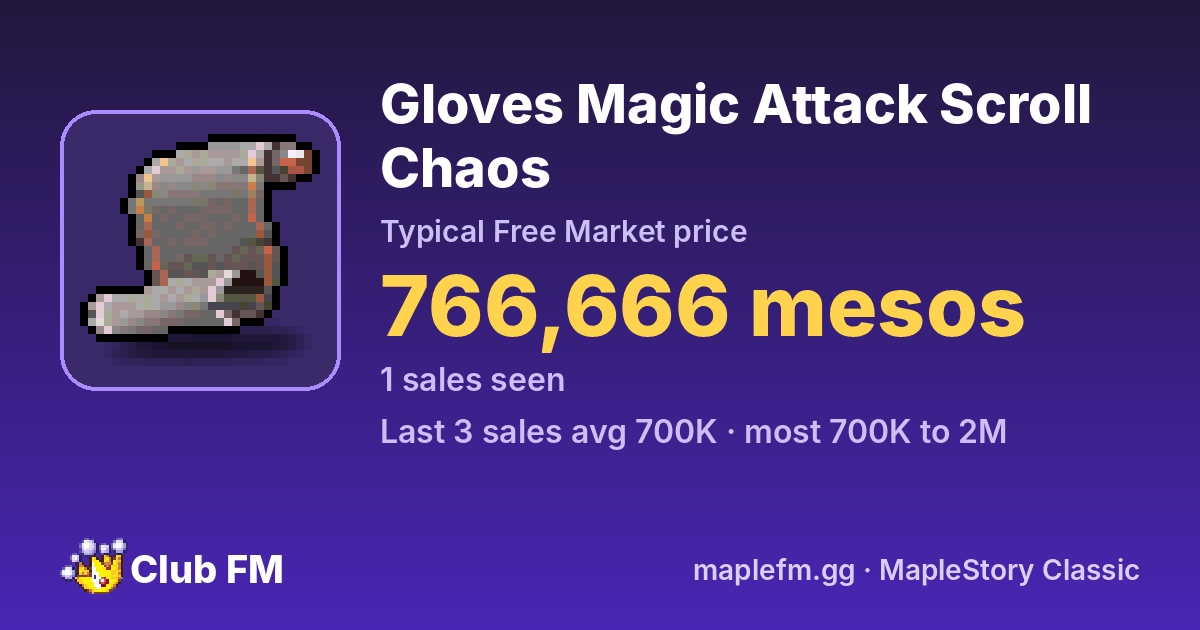 Gloves Magic Attack Scroll
Chaos
Typical Free Market price
766,666 mesos
1 sales seen
Last 3 sales avg 700K · most 700K to 2M
Club FM
maplefm.gg · MapleStory Classic